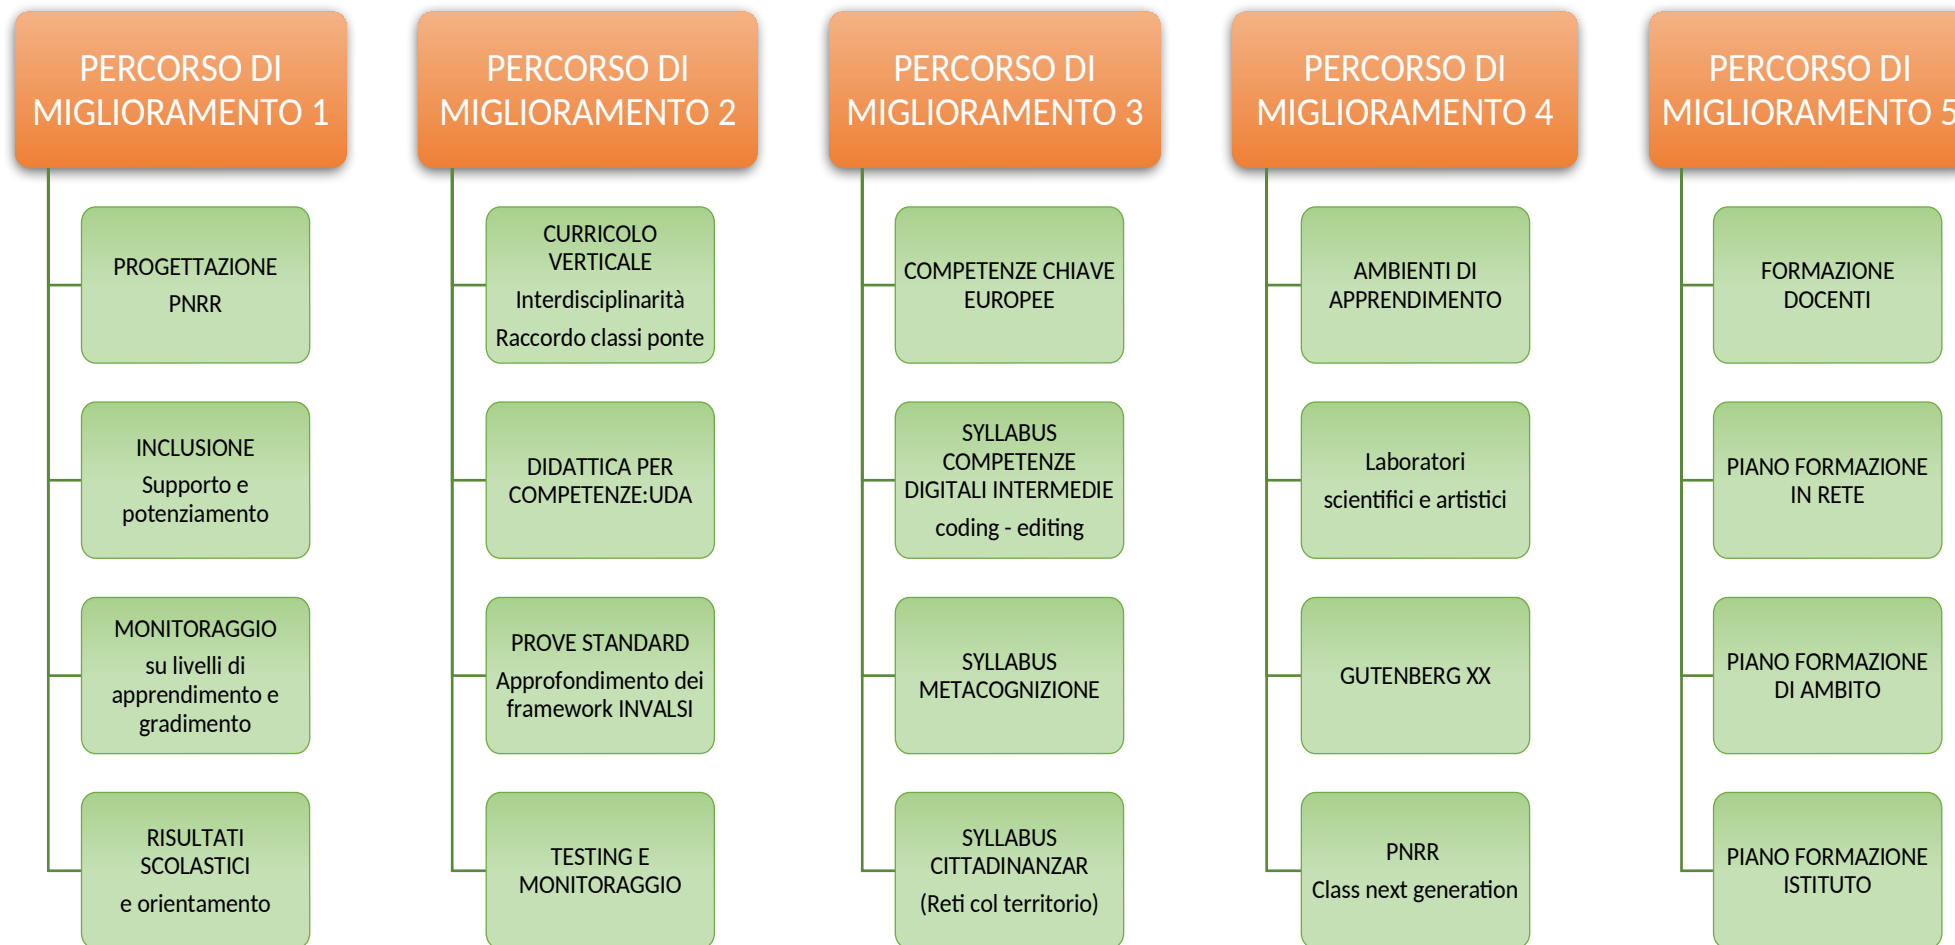 PERCORSO DI
MIGLIORAMENTO 1
PROGETTAZIONE
PNRR
INCLUSIONE
Supporto e
potenziamento
MONITORAGGIO
su livelli di
apprendimento e
gradimento
RISULTATI
SCOLASTICI
e orientamento
PERCORSO DI
MIGLIORAMENTO 2
CURRICOLO
VERTICALE
Interdisciplinarità
Raccordo classi ponte
DIDATTICA PER
COMPETENZE:UDA
PROVE STANDARD
Approfondimento dei
framework INVALSI
TESTING E
MONITORAGGIO
PERCORSO DI
MIGLIORAMENTO 3
COMPETENZE CHIAVE
EUROPEE
SYLLABUS
COMPETENZE
DIGITALI INTERMEDIE
coding - editing
SYLLABUS
METACOGNIZIONE
SYLLABUS
CITTADINANZAR
(Reti col territorio)
PERCORSO DI
MIGLIORAMENTO 4
AMBIENTI DI
APPRENDIMENTO
Laboratori
scientifici e artistici
GUTENBERG XX
PNRR
Class next generation
PERCORSO DI
MIGLIORAMENTO 5
FORMAZIONE
DOCENTI
PIANO FORMAZIONE
IN RETE
PIANO FORMAZIONE
DI AMBITO
PIANO FORMAZIONE
ISTITUTO